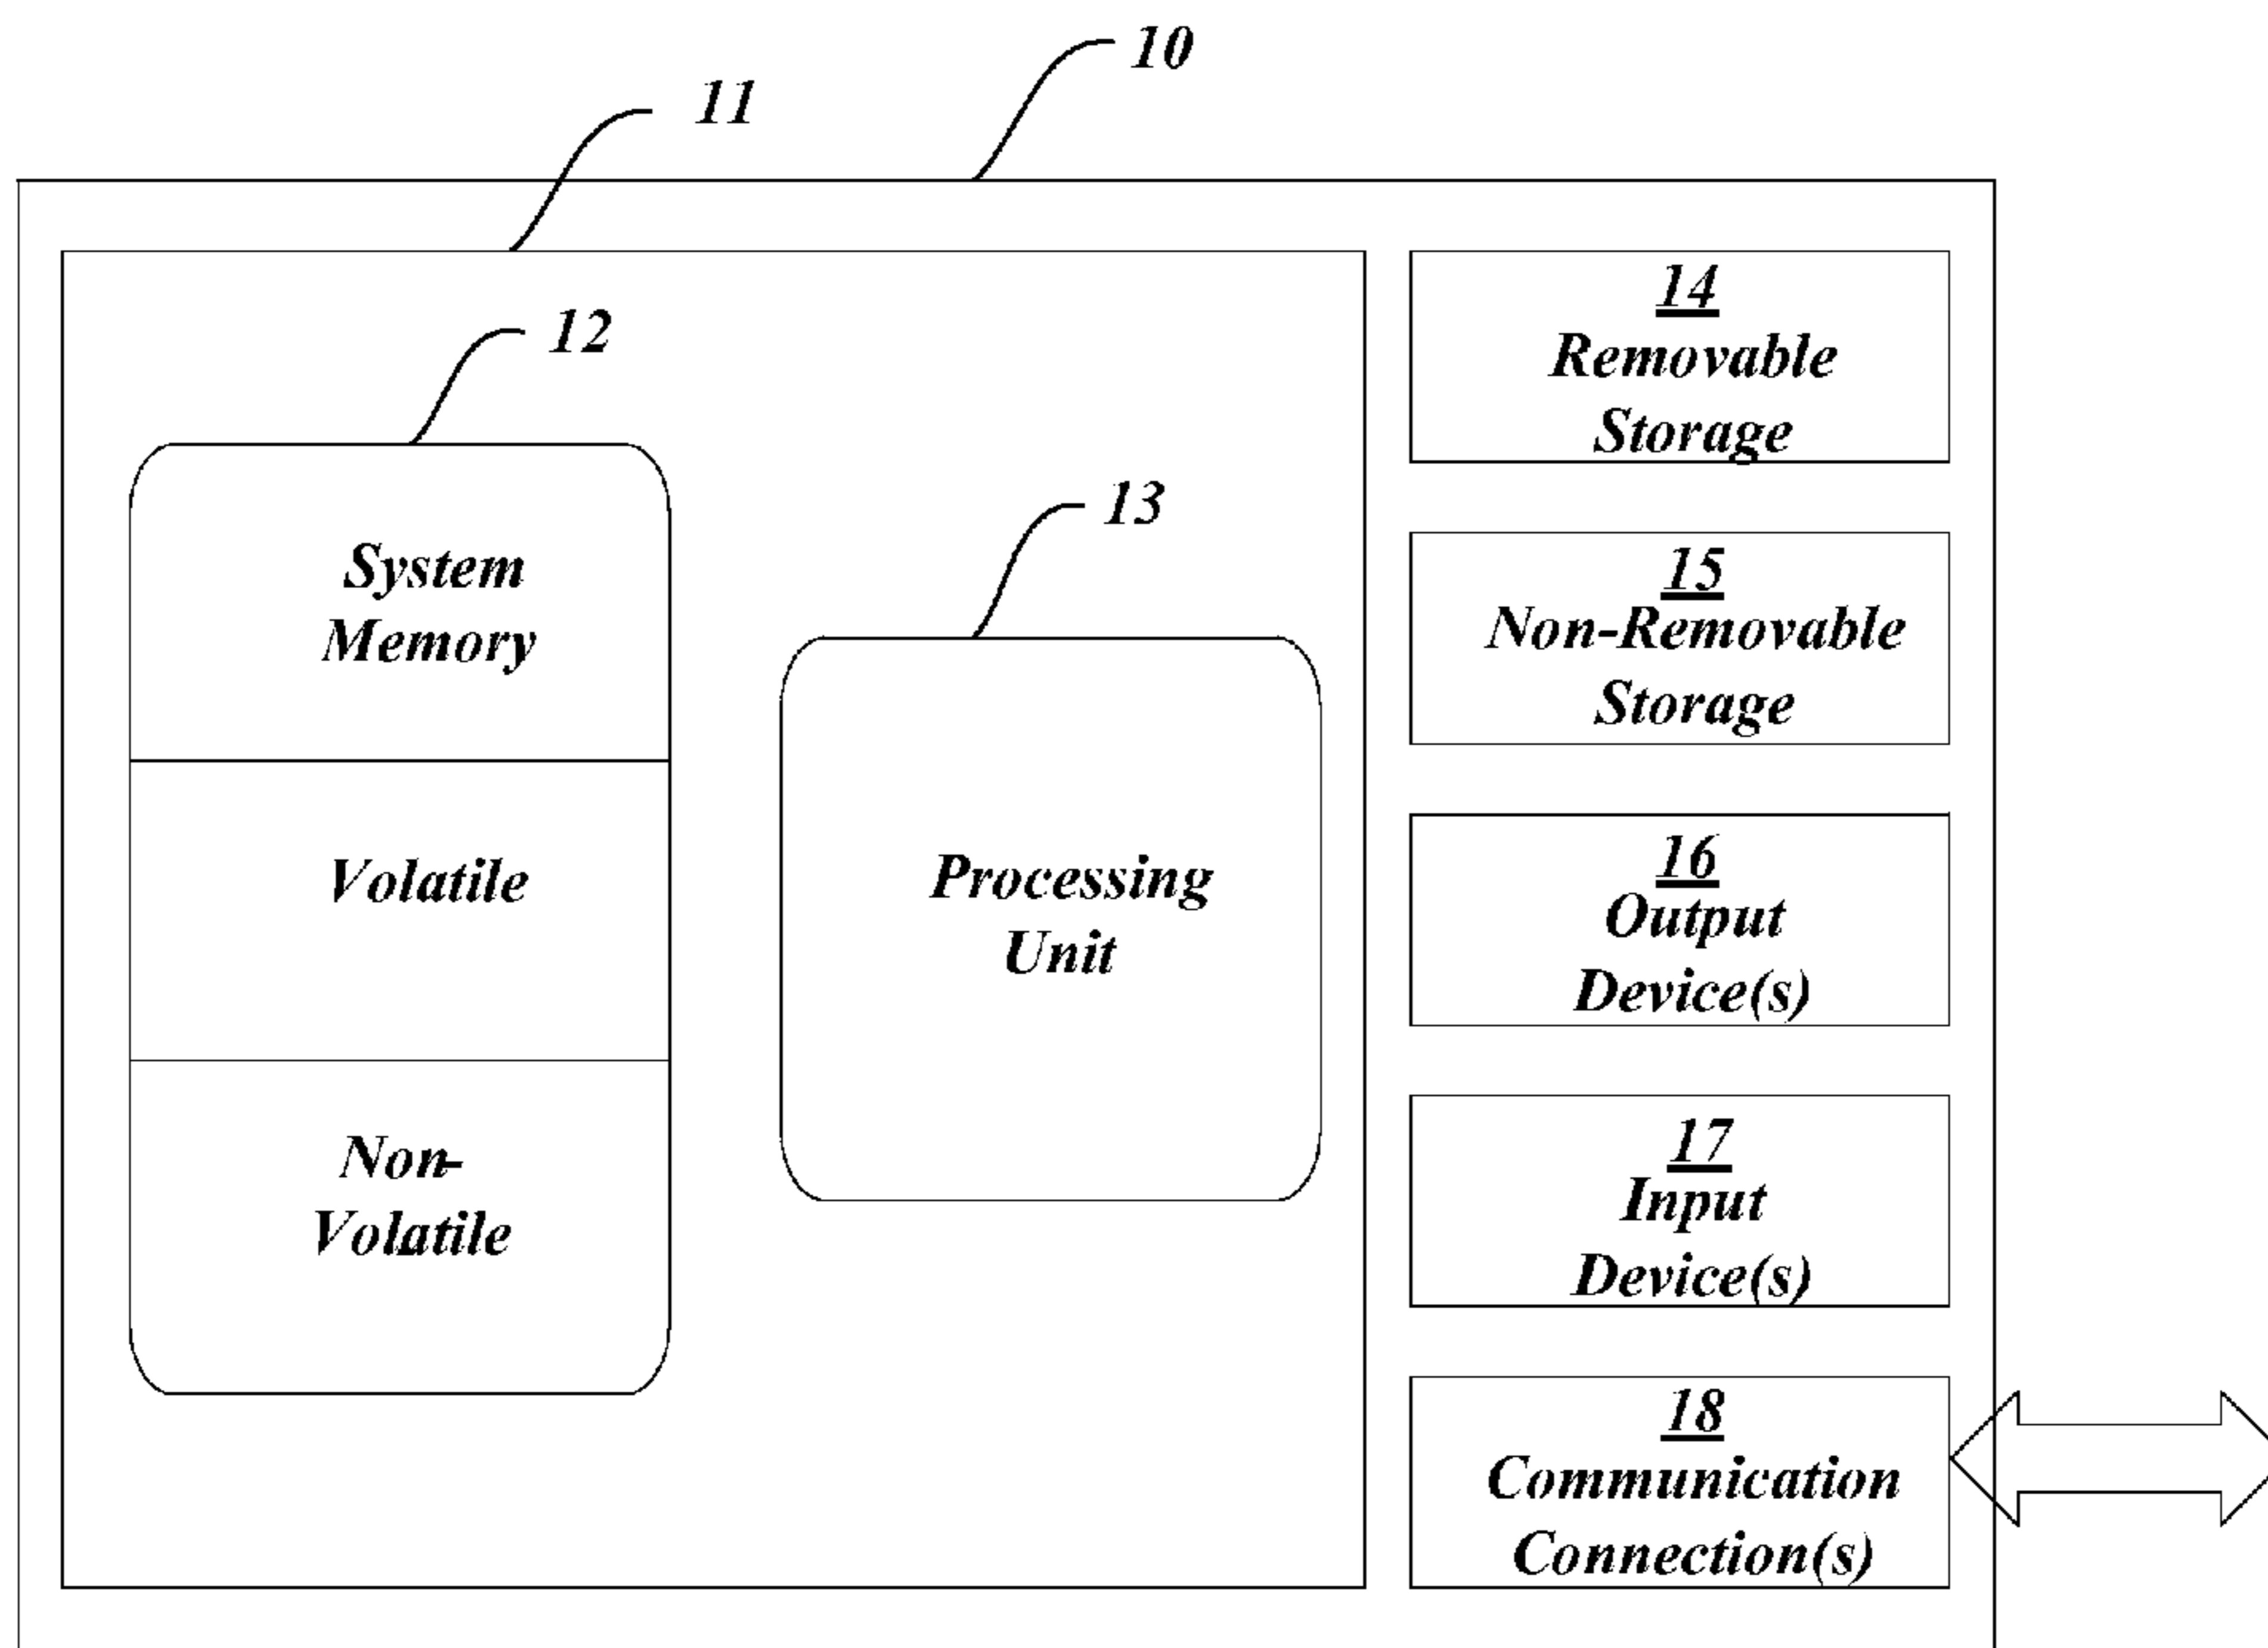 10
11
12
System
Memory
Volatile
Non-
Volatile
13
Processing
Unit
14
Removable
Storage
15
Non-Removable
Storage
16
Output
Device(s)
17
Input
Device(s)
18
Communication
Connection(s)